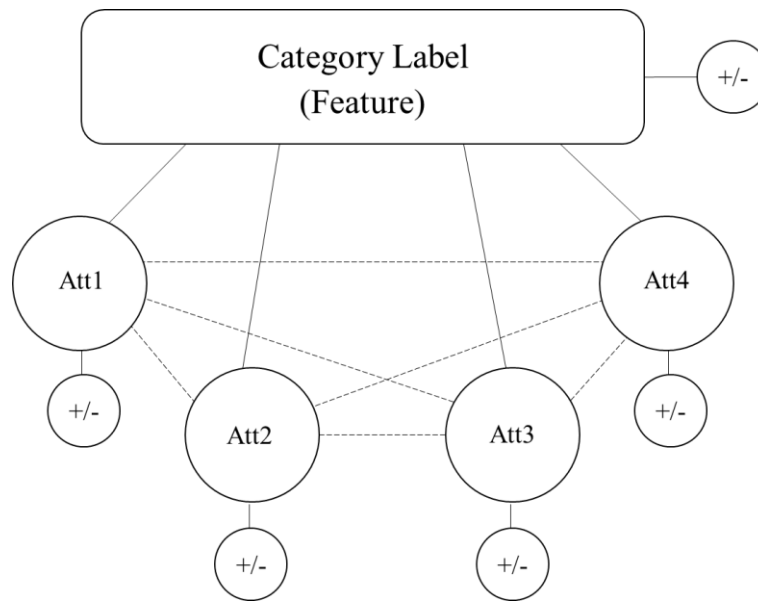 Category Label
(Feature)
+/-
Att1
Att4
+/-
+/-
Att2
Att3
+/-
+/-